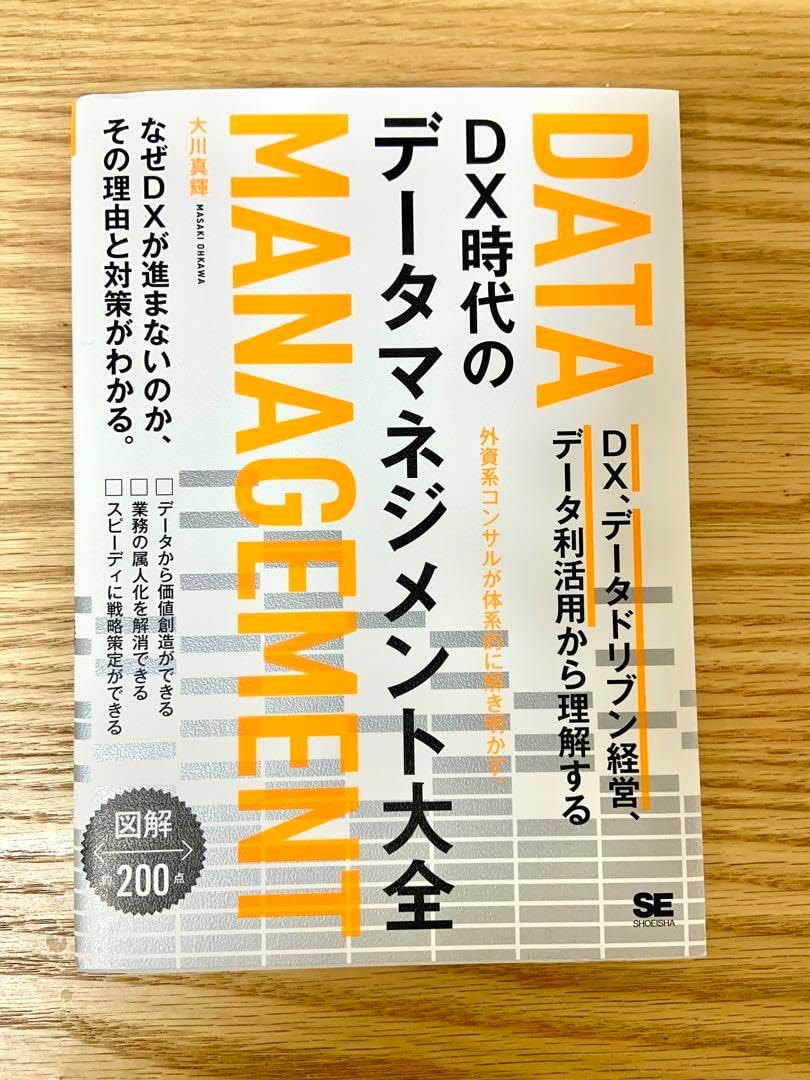 DATA
MANAGEMENT
DX時代の
データマネジメント大全
DX、データドリブン経営、
データ利活用から理解する
外資系コンサルが体系的に解き明かす。
大川真輝
MASAKI OHKAWA
なぜDXが進まないのか、
その理由と対策がわかる。
□データから価値創造ができる
□業務の属人化を解消できる
□スピーディに戦略策定ができる
図解
約200点
SE
SHOEISHA